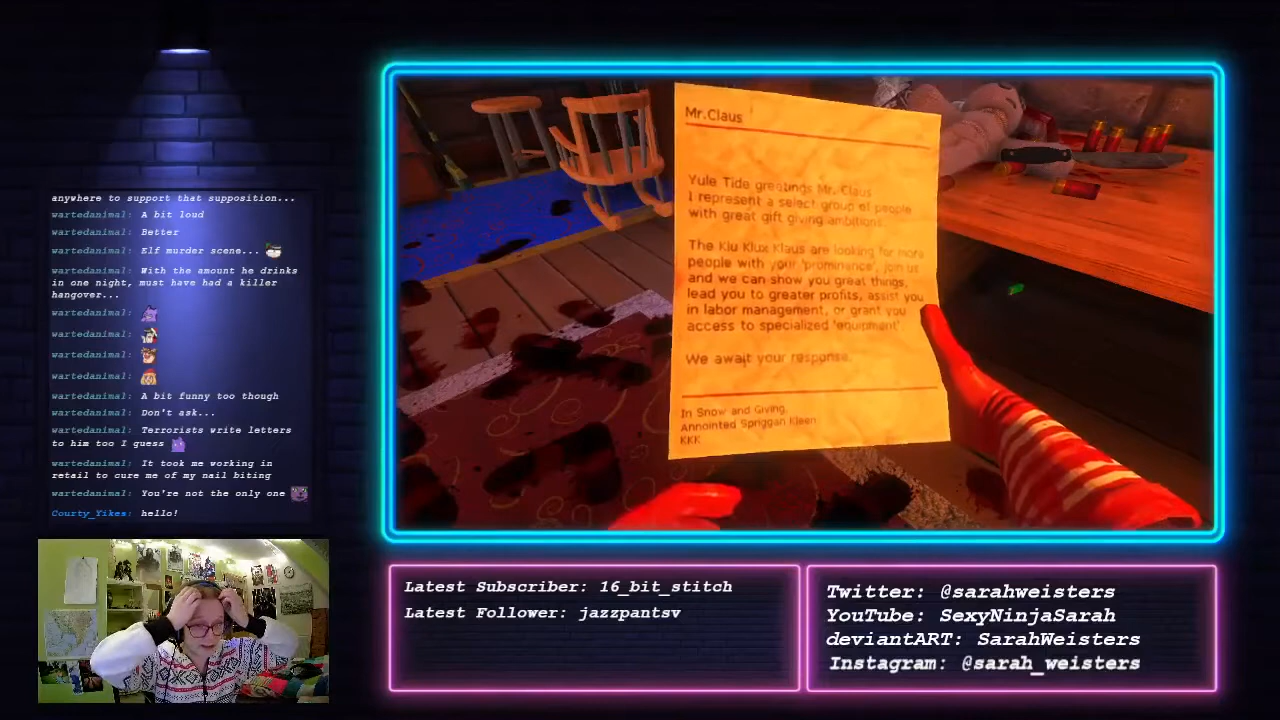 anywhere to support that supposition...
wartedanimal: A bit loud
wartedanimal: Better
wartedanimal: Elf murder scene...
wartedanimal: With the amount he drinks
in one night, must have had a killer
hangover...
wartedanimal:
wartedanimal:
wartedanimal:
wartedanimal:
wartedanimal: A bit funny too though
wartedanimal: Don't ask...
wartedanimal: Terrorists write letters
to him too I guess
wartedanimal: It took me working in
retail to cure me of my nail biting
wartedanimal: You're not the only one
Courty_Yikes: hello!
Mr.Claus
Yule Tide greetings Mr. Claus
I represent a select group of people
with great gift giving ambitions.
The Klu Klux Klaus are looking for more
people with your 'prominance', join us
and we can show you great things,
lead you to greater profits, assist you
in labor management, or grant you
access to specialized 'equipment'.
We await your response.
In Snow and Giving,
Annointed Spriggan Kleen
KKK
Latest Subscriber: 16_bit_stitch
Latest Follower: jazzpantsv
Twitter: @sarahweisters
YouTube: SexyNinjaSarah
deviantART: SarahWeisters
Instagram: @sarah_weisters